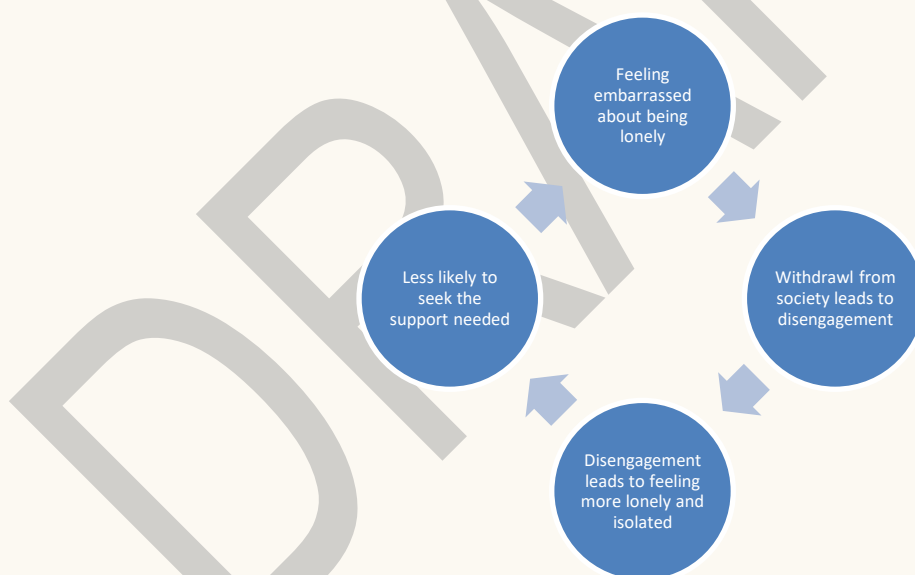 Feeling
embarrassed
about being
lonely
Withdrawl from
society leads to
disengagement
Disengagement
leads to feeling
more lonely and
isolated
Less likely to
seek the
support needed